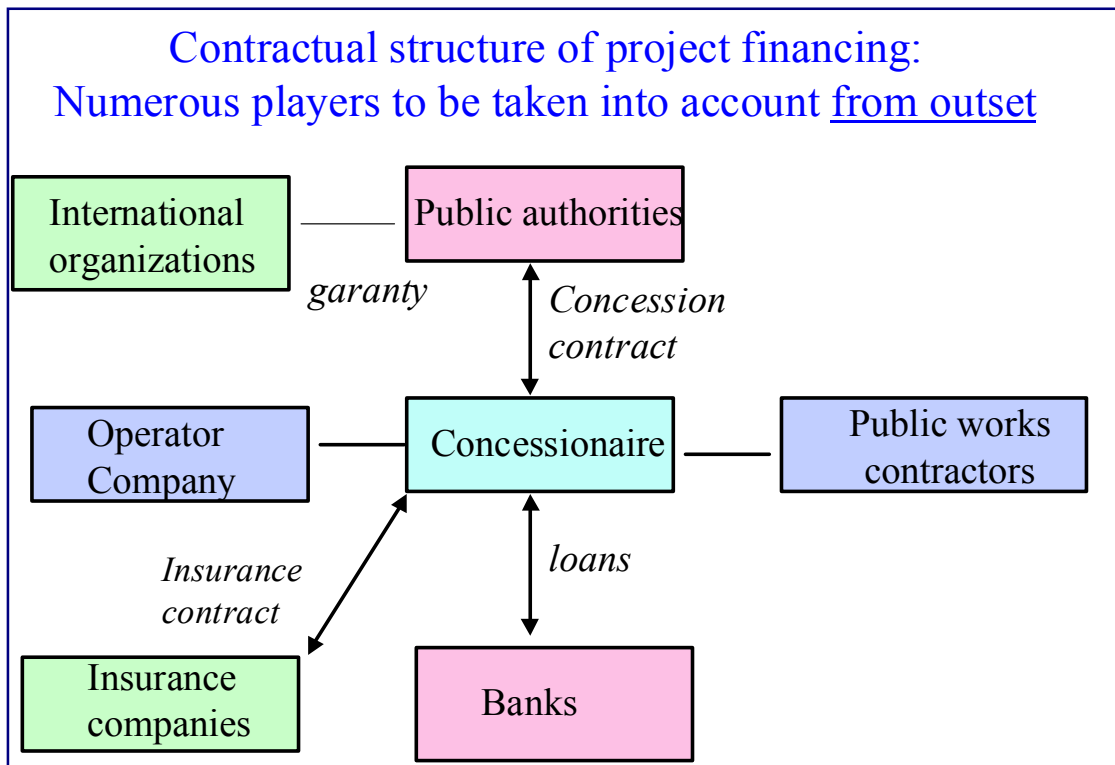 Contractual structure of project financing:
Numerous players to be taken into account from outset
International
organizations
Public authorities
garanty
Concession
contract
Operator
Company
Concessionaire
Public works
contractors
Insurance
contract
loans
Insurance
companies
Banks